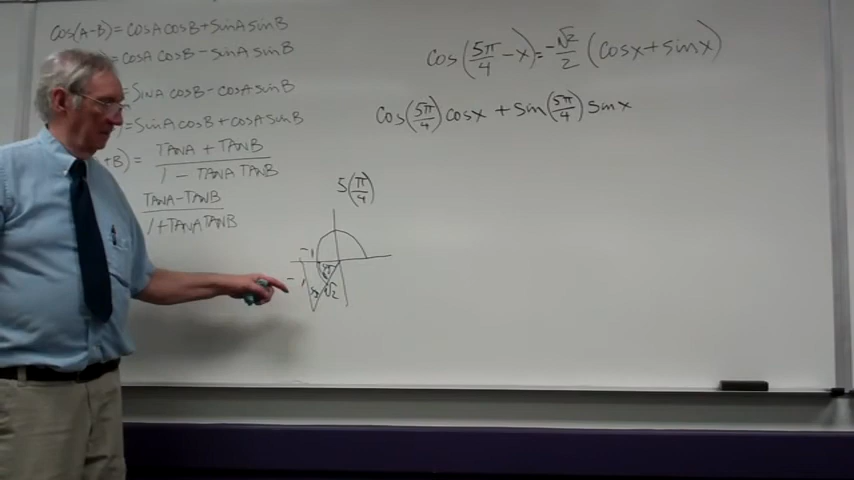 Cos(A-B) = COSA COSB + SINA SINB
= COSA COSB - SINA SINB
= SINA COSB - COSA SINB
= SINA COSB + COSA SINB
+B) = TANA + TANB / 1 - TANA TANB
TANA - TANB / 1 + TANA TANB
cos(5π/4 - x) = -√2/2 (cosx + sinx)
cos(5π/4) cosx + sin(5π/4) sinx
5(π/4)
-1
-1
√2